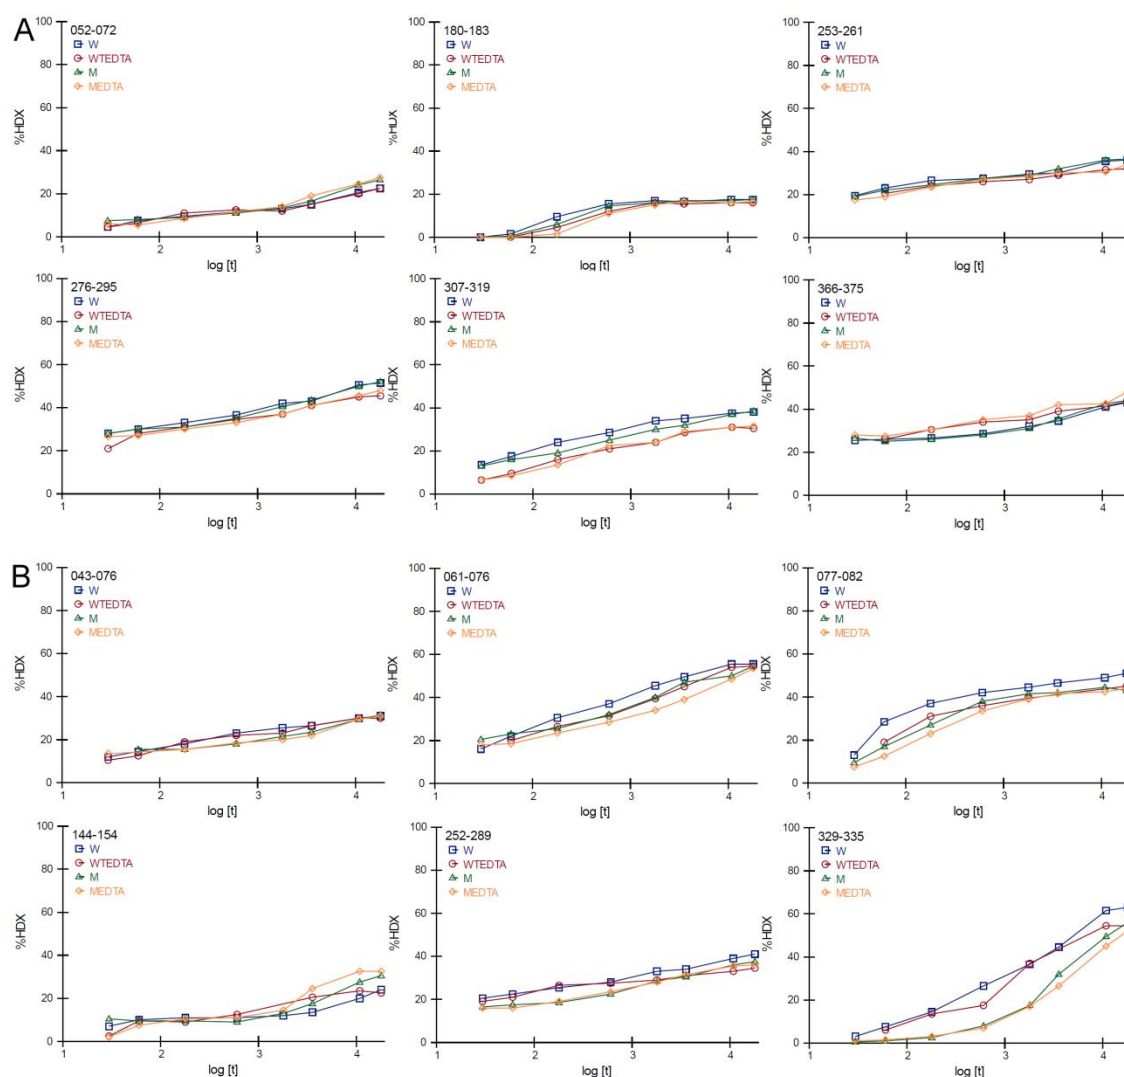 A
052-072
W
WTEDTA
M
MEDTA
%HDX
100
80
60
40
20
0
1 2 3 4
log [t]
180-183
W
WTEDTA
M
MEDTA
%HDX
100
80
60
40
20
0
1 2 3 4
log [t]
253-261
W
WTEDTA
M
MEDTA
%HDX
100
80
60
40
20
0
1 2 3 4
log [t]
276-295
W
WTEDTA
M
MEDTA
%HDX
100
80
60
40
20
0
1 2 3 4
log [t]
307-319
W
WTEDTA
M
MEDTA
%HDX
100
80
60
40
20
0
1 2 3 4
log [t]
366-375
W
WTEDTA
M
MEDTA
%HDX
100
80
60
40
20
0
1 2 3 4
log [t]
B
043-076
W
WTEDTA
M
MEDTA
%HDX
100
80
60
40
20
0
1 2 3 4
log [t]
061-076
W
WTEDTA
M
MEDTA
%HDX
100
80
60
40
20
0
1 2 3 4
log [t]
077-082
W
WTEDTA
M
MEDTA
%HDX
100
80
60
40
20
0
1 2 3 4
log [t]
144-154
W
WTEDTA
M
MEDTA
%HDX
100
80
60
40
20
0
1 2 3 4
log [t]
252-289
W
WTEDTA
M
MEDTA
%HDX
100
80
60
40
20
0
1 2 3 4
log [t]
329-335
W
WTEDTA
M
MEDTA
%HDX
100
80
60
40
20
0
1 2 3 4
log [t]